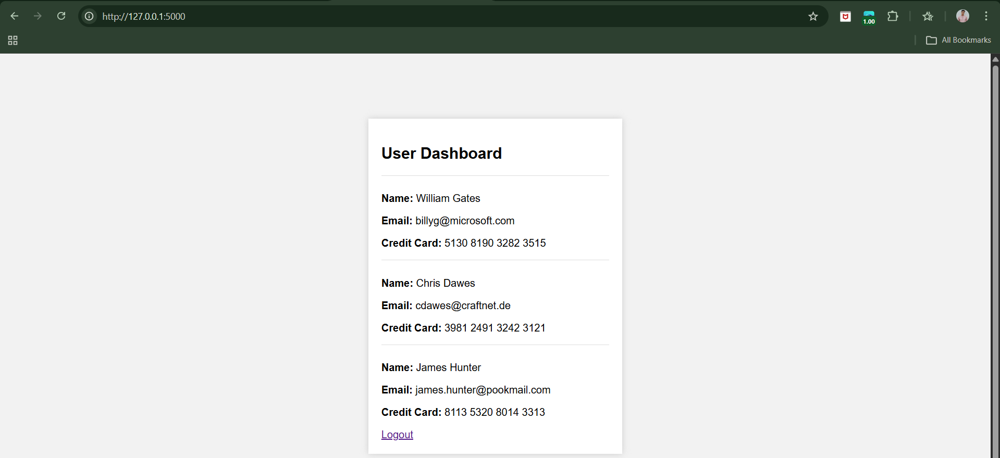 http://127.0.0.1:5000
1.00
All Bookmarks
User Dashboard
Name: William Gates
Email: billyg@microsoft.com
Credit Card: 5130 8190 3282 3515
Name: Chris Dawes
Email: cdawes@craftnet.de
Credit Card: 3981 2491 3242 3121
Name: James Hunter
Email: james.hunter@pookmail.com
Credit Card: 8113 5320 8014 3313
Logout